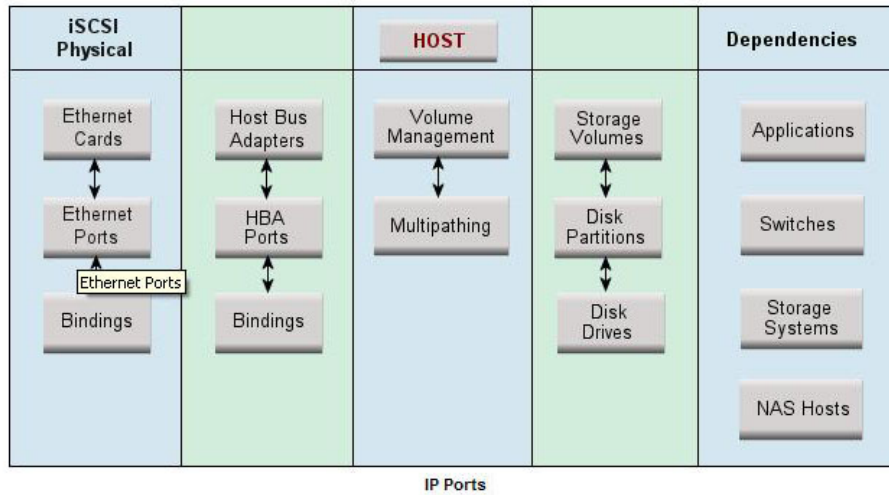 iSCSI
Physical
HOST
Dependencies
Ethernet
Cards
Host Bus
Adapters
Volume
Management
Storage
Volumes
Applications
Ethernet
Ports
HBA
Ports
Multipathing
Disk
Partitions
Switches
Ethernet Ports
Bindings
Bindings
Disk
Drives
Storage
Systems
NAS Hosts
IP Ports